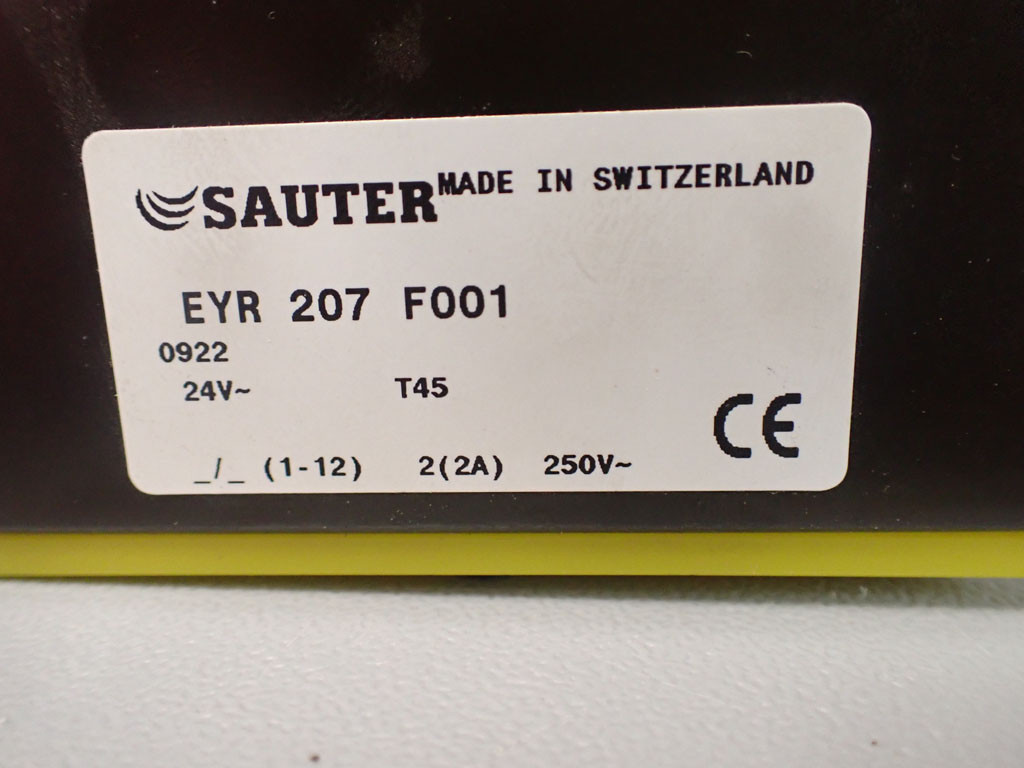 SAUTER MADE IN SWITZERLAND
EYR 207 F001
0922
24V~ T45
_/_ (1-12) 2(2A) 250V~
CE